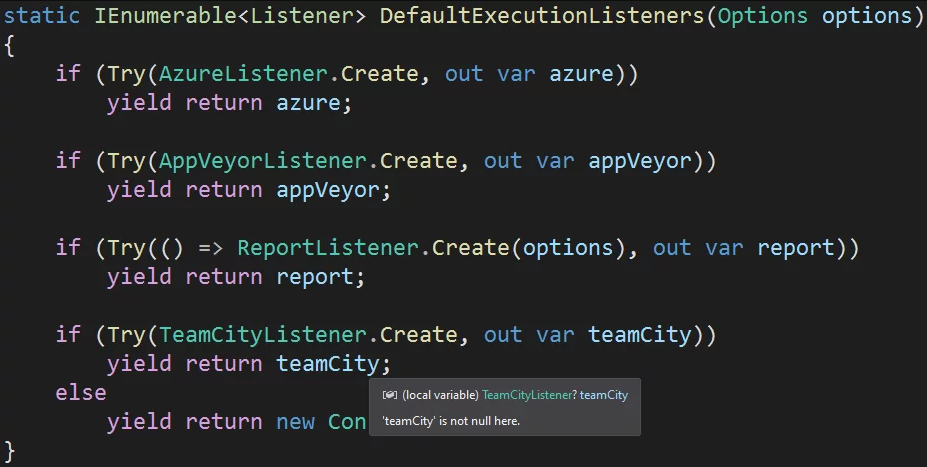 static IEnumerable<Listener> DefaultExecutionListeners(Options options)
{
    if (Try(AzureListener.Create, out var azure))
        yield return azure;

    if (Try(AppVeyorListener.Create, out var appVeyor))
        yield return appVeyor;

    if (Try(() => ReportListener.Create(options), out var report))
        yield return report;

    if (Try(TeamCityListener.Create, out var teamCity))
        yield return teamCity;
    else
        yield return new Con
(local variable) TeamCityListener? teamCity
'teamCity' is not null here.
}